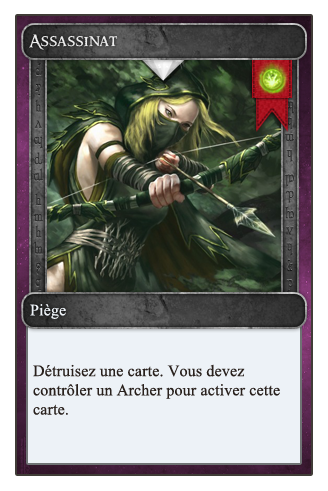 Assassinat
Piège
Détruisez une carte. Vous devez
contrôler un Archer pour activer cette
carte.